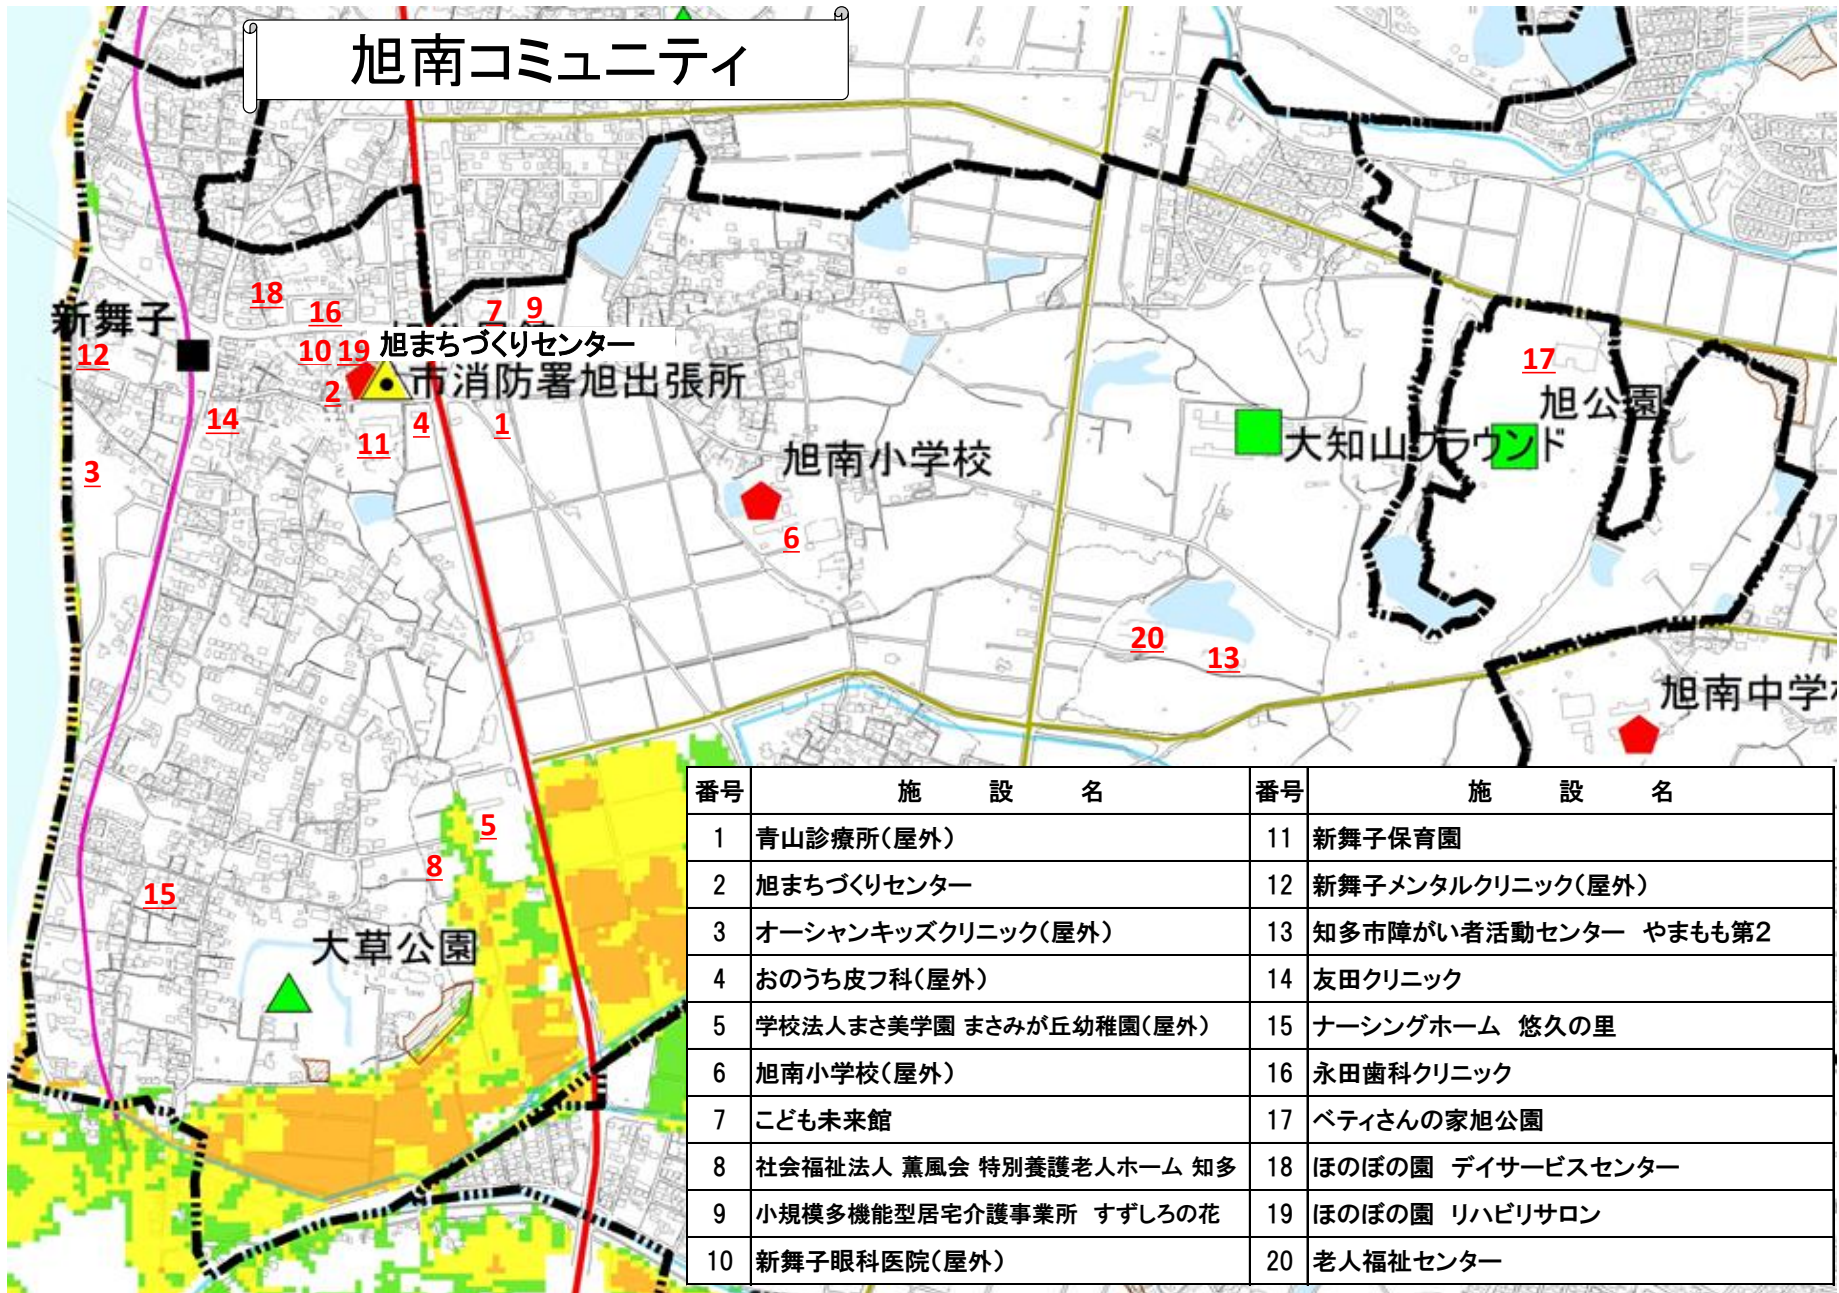 旭南コミュニティ
18
16
7
9
新舞子
12
10
19
旭まちづくりセンター
2
市消防署旭出張所
17
旭公園
14
4
1
11
大知山グラウンド
3
旭南小学校
6
20
13
旭南中学
5
8
15
大草公園
番号 施設名 番号 施設名
1 青山診療所(屋外) 11 新舞子保育園
2 旭まちづくりセンター 12 新舞子メンタルクリニック(屋外)
3 オーシャンキッズクリニック(屋外) 13 知多市障がい者活動センター やまもも第2
4 おのうち皮フ科(屋外) 14 友田クリニック
5 学校法人まさ美学園 まさみが丘幼稚園(屋外) 15 ナーシングホーム 悠久の里
6 旭南小学校(屋外) 16 永田歯科クリニック
7 こども未来館 17 ベティさんの家旭公園
8 社会福祉法人 薫風会 特別養護老人ホーム 知多 18 ほのぼの園 デイサービスセンター
9 小規模多機能型居宅介護事業所 すずしろの花 19 ほのぼの園 リハビリサロン
10 新舞子眼科医院(屋外) 20 老人福祉センター